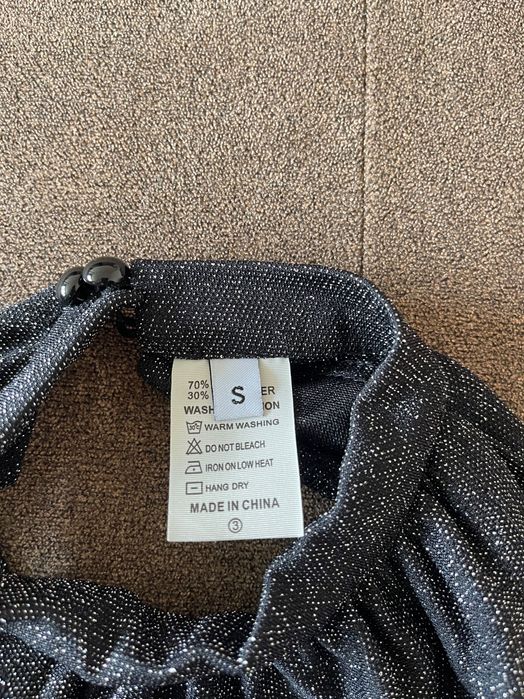 S
70%
30%
WARM WASHING
DO NOT BLEACH
IRON ON LOW HEAT
HANG DRY
MADE IN CHINA
3